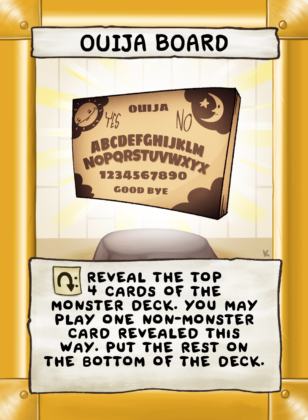 OUIJA BOARD
OUIJA
YES
NO
ABCDEFGHIJKLM
NOPQRSTUVWXYX
1234567890
GOOD BYE
REVEAL THE TOP
4 CARDS OF THE
MONSTER DECK. YOU MAY
PLAY ONE NON-MONSTER
CARD REVEALED THIS
WAY. PUT THE REST ON
THE BOTTOM OF THE DECK.